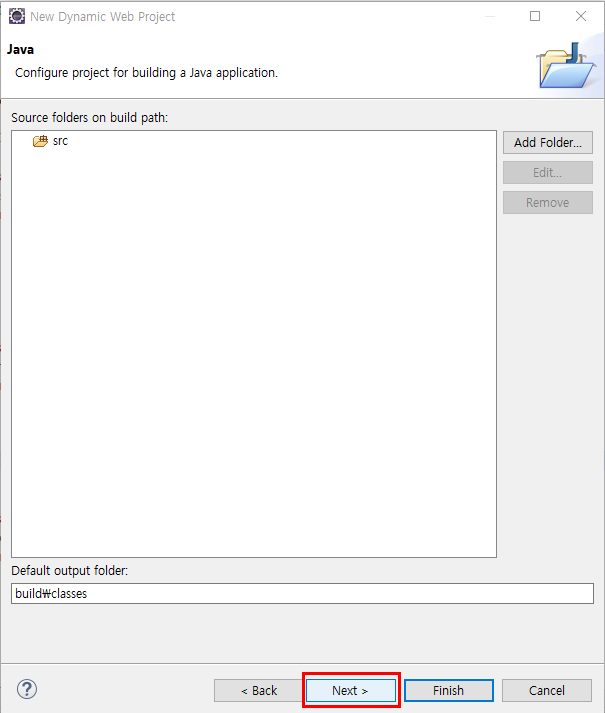 New Dynamic Web Project
Java
Configure project for building a Java application.
Source folders on build path:
src
Add Folder...
Edit...
Remove
Default output folder:
build₩classes
< Back
Next >
Finish
Cancel